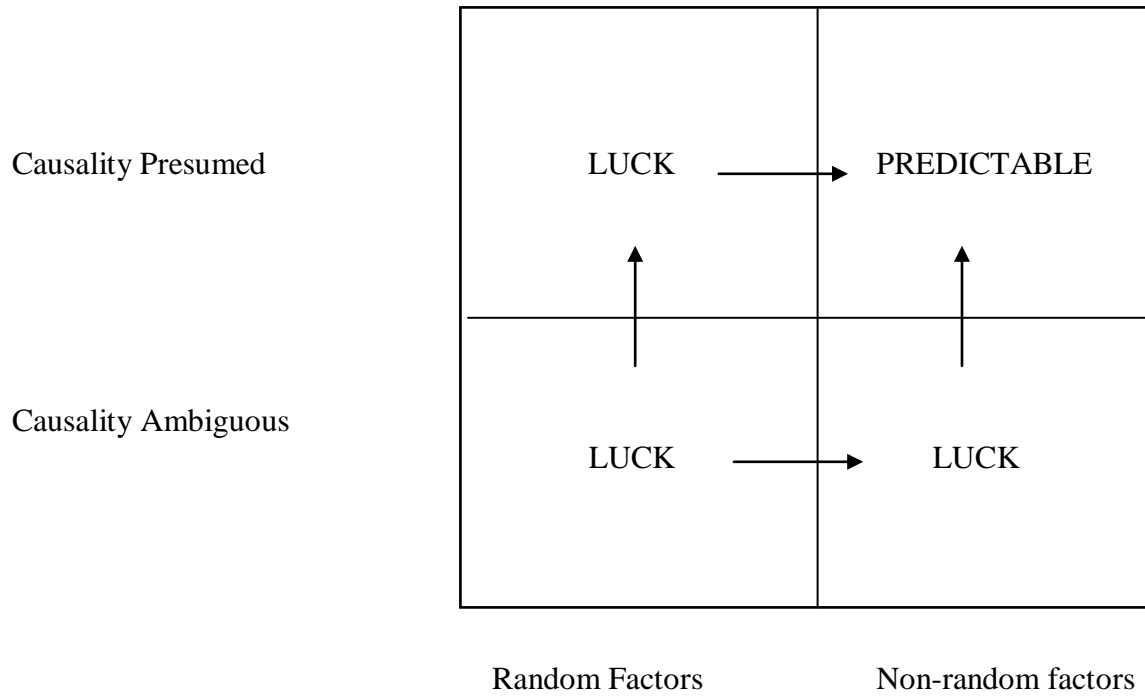 Causality Presumed LUCK PREDICTABLE
Causality Ambiguous
LUCK LUCK
Random Factors Non-random factors